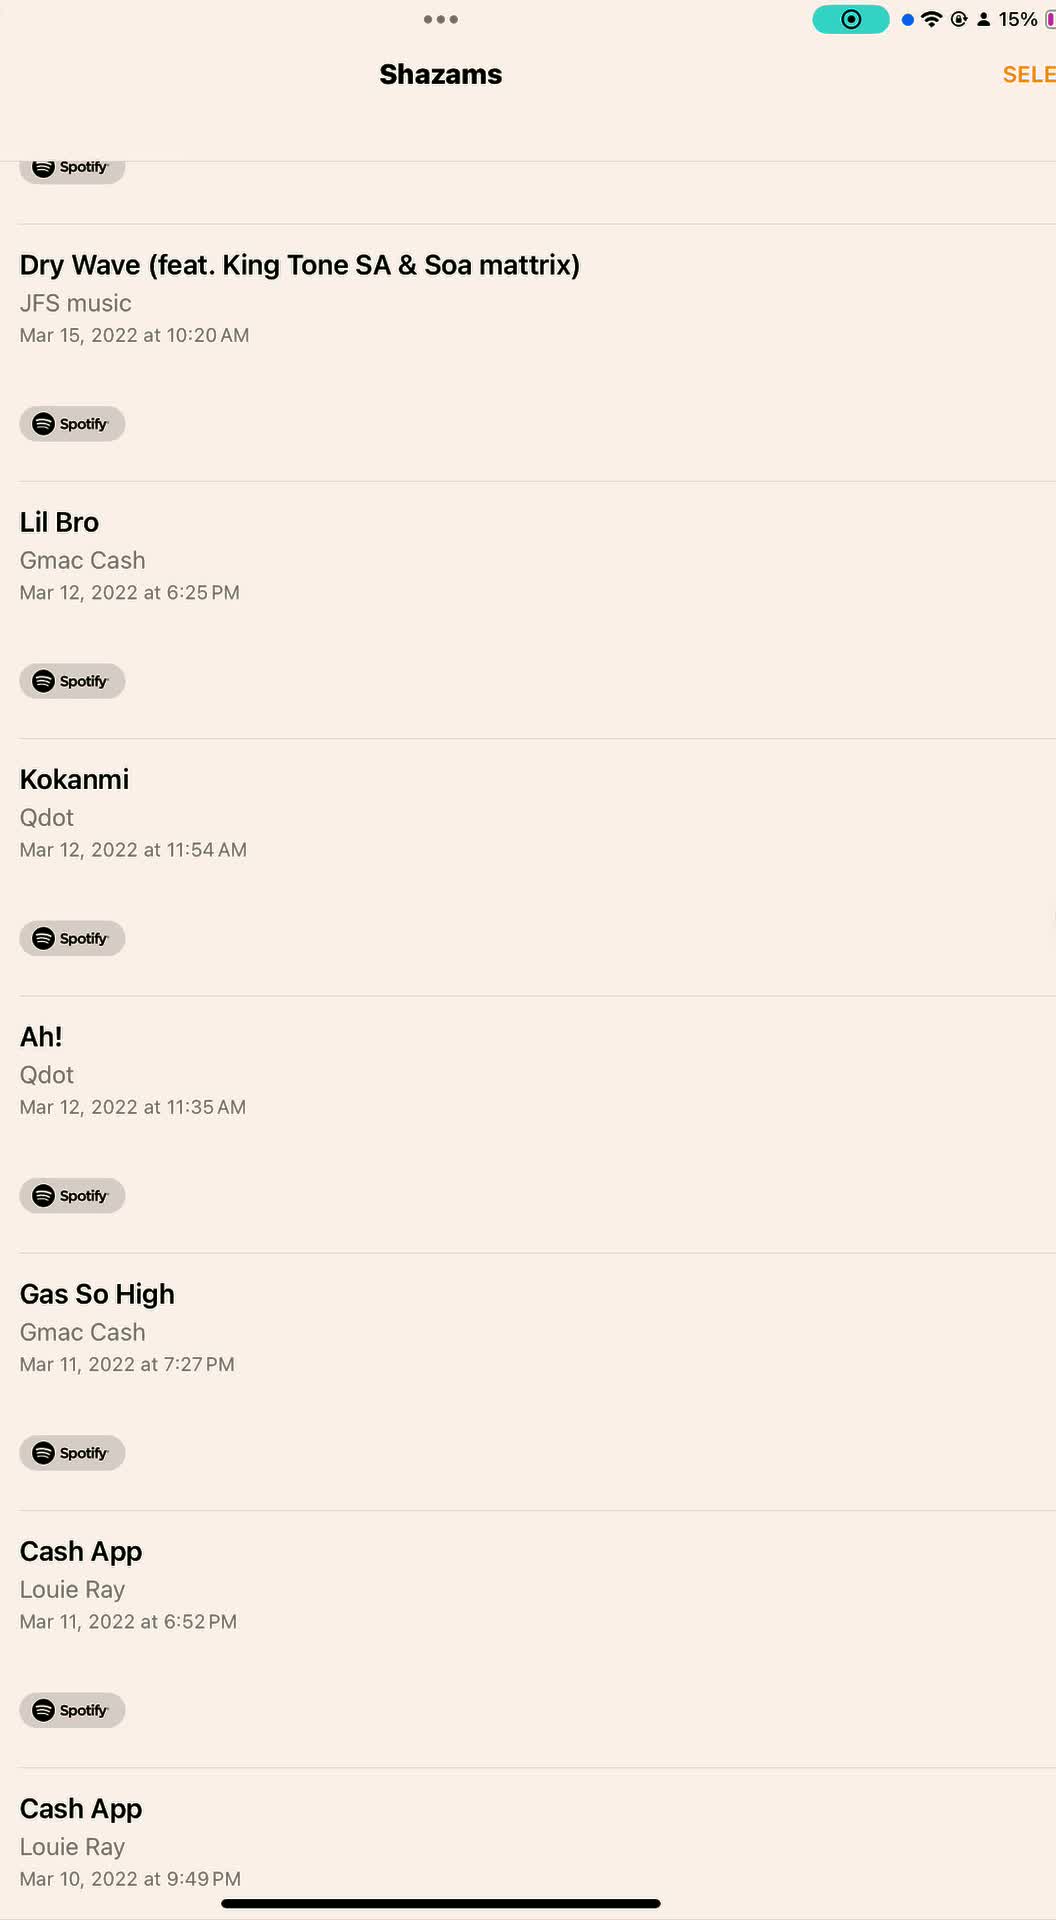 15%
Shazams
SELE
Spotify
Dry Wave (feat. King Tone SA & Soa mattrix)
JFS music
Mar 15, 2022 at 10:20 AM
Spotify
Lil Bro
Gmac Cash
Mar 12, 2022 at 6:25 PM
Spotify
Kokanmi
Qdot
Mar 12, 2022 at 11:54 AM
Spotify
Ah!
Qdot
Mar 12, 2022 at 11:35 AM
Spotify
Gas So High
Gmac Cash
Mar 11, 2022 at 7:27 PM
Spotify
Cash App
Louie Ray
Mar 11, 2022 at 6:52 PM
Spotify
Cash App
Louie Ray
Mar 10, 2022 at 9:49 PM